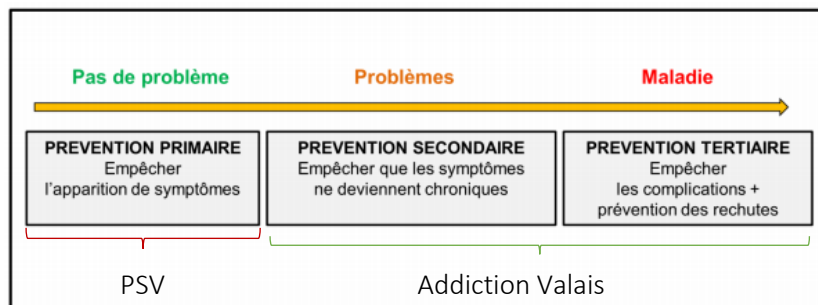 Pas de problème
Problèmes
Maladie
PREVENTION PRIMAIRE
Empêcher
l'apparition de symptômes
PREVENTION SECONDAIRE
Empêcher que les symptômes
ne deviennent chroniques
PREVENTION TERTIAIRE
Empêcher
les complications +
prévention des rechutes
PSV
Addiction Valais